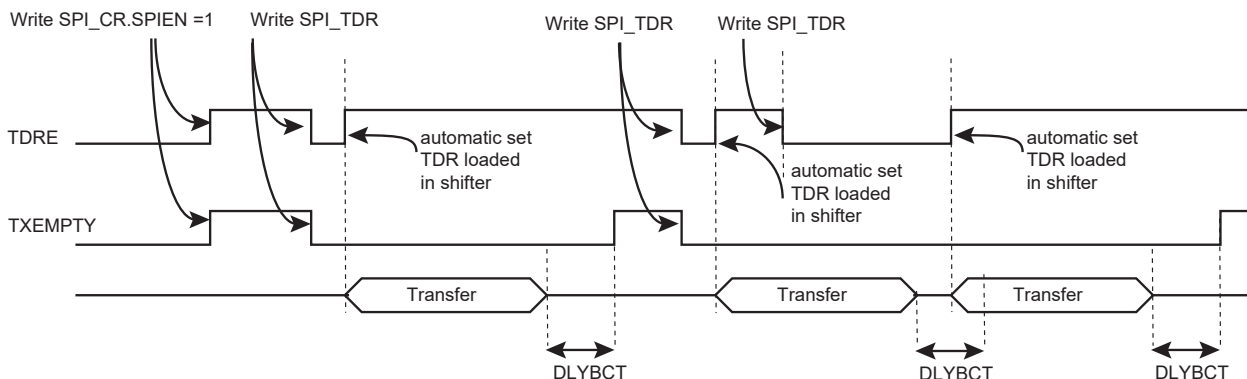 Write SPI_CR.SPIEN =1
Write SPI_TDR
Write SPI_TDR
Write SPI_TDR
TDRE
automatic set
TDR loaded
in shifter
automatic set
TDR loaded
in shifter
automatic set
TDR loaded
in shifter
TXEMPTY
Transfer
Transfer
Transfer
DLYBCT
DLYBCT
DLYBCT